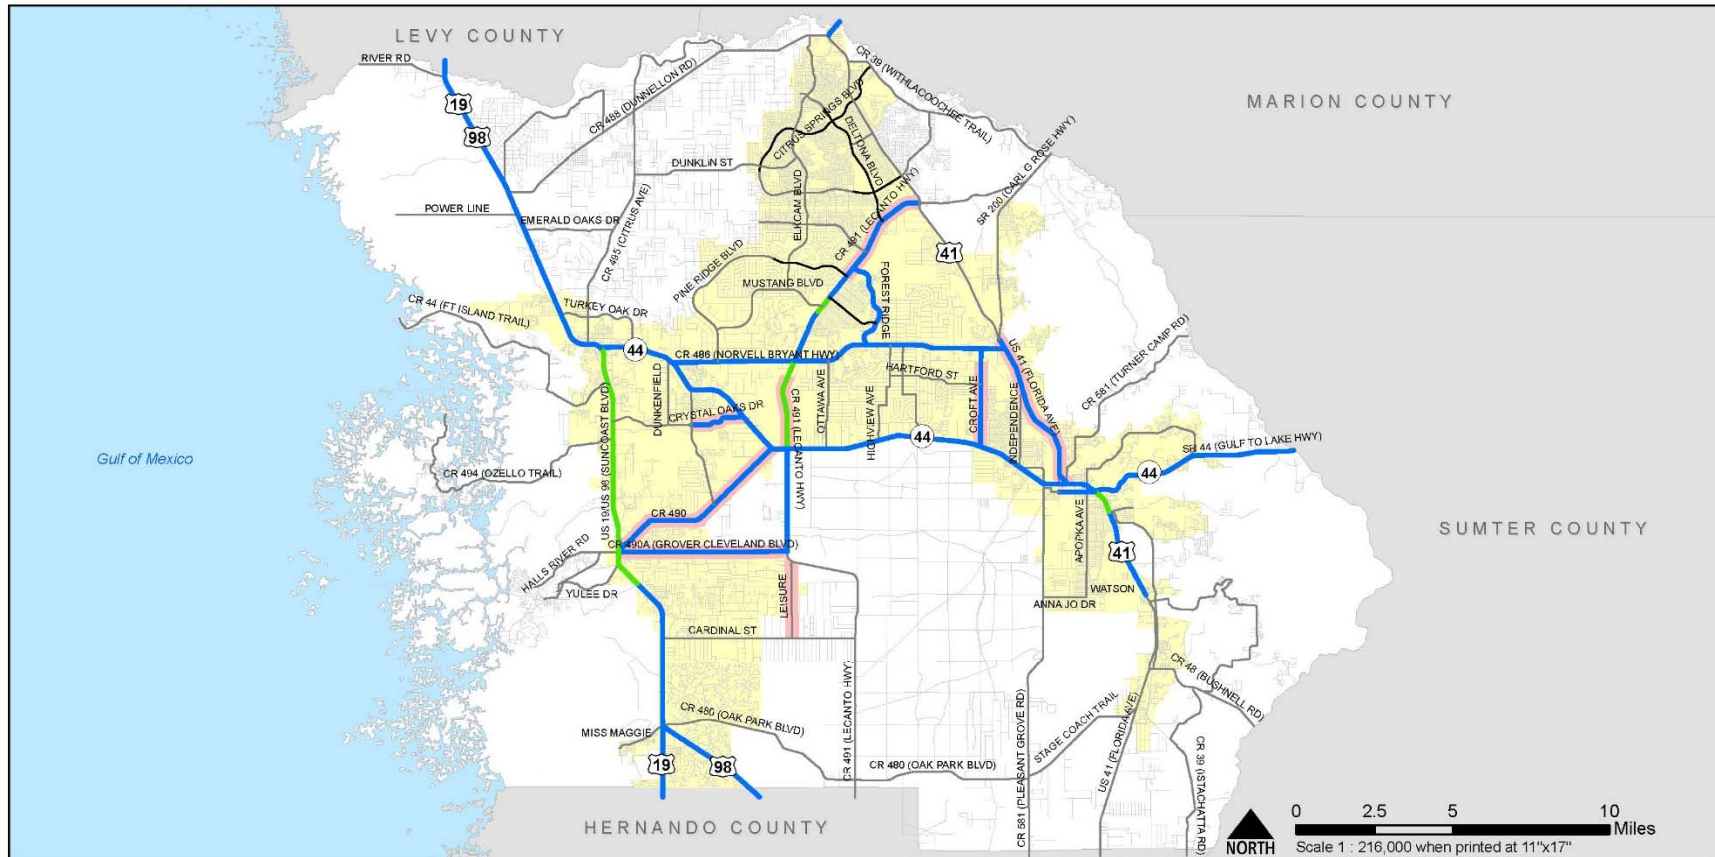 LEVY COUNTY
MARION COUNTY
SUMTER COUNTY
HERNANDO COUNTY
Gulf of Mexico
RIVER RD
19
98
CR 488 (DUNNELLON RD)
CITRUS SPRINGS BLVD
CR 39 (WITHLACOOCHEE TRAIL)
DELTONA BLVD
DUNKLIN ST
ELKCAM BLVD
CR 491 (LECANTO HWY)
SR 200 (CARL G ROSE HWY)
POWER LINE
EMERALD OAKS DR
CR 495 (CITRUS AVE)
41
PINE RIDGE BLVD
MUSTANG BLVD
FOREST RIDGE
CR 44 (FT ISLAND TRAIL)
TURKEY OAK DR
44
CR 486 (NORVELL BRYANT HWY)
US 41 (FLORIDA AVE)
CR 581 (TURNER CAMP RD)
HARTFORD ST
DUNKENFIELD
CRYSTAL OAKS DR
CR 491 (LECANTO HWY)
OTTAWA AVE
HIGHVIEW AVE
CROFT AVE
INDEPENDENCE
44
SR 44 (GULF TO LAKE HWY)
44
CR 494 (OZELLO TRAIL)
US 19/US 98 (SUNCOAST BLVD)
CR 490
CR 490A (GROVER CLEVELAND BLVD)
APOPKA AVE
41
HALLS RIVER RD
YULEE DR
LEISURE
WATSON
ANNA JO DR
CARDINAL ST
CR 48 (BUSHNELL RD)
CR 491 (LECANTO HWY)
CR 480 (OAK PARK BLVD)
MISS MAGGIE
19
98
CR 480 (OAK PARK BLVD)
CR 581 (PLEASANT GROVE RD)
STAGE COACH TRAIL
US 41 (FLORIDA AVE)
CR 39 (ISTACHATTA RD)
NORTH
0 2.5 5 10
Miles
Scale 1 : 216,000 when printed at 11"x17"